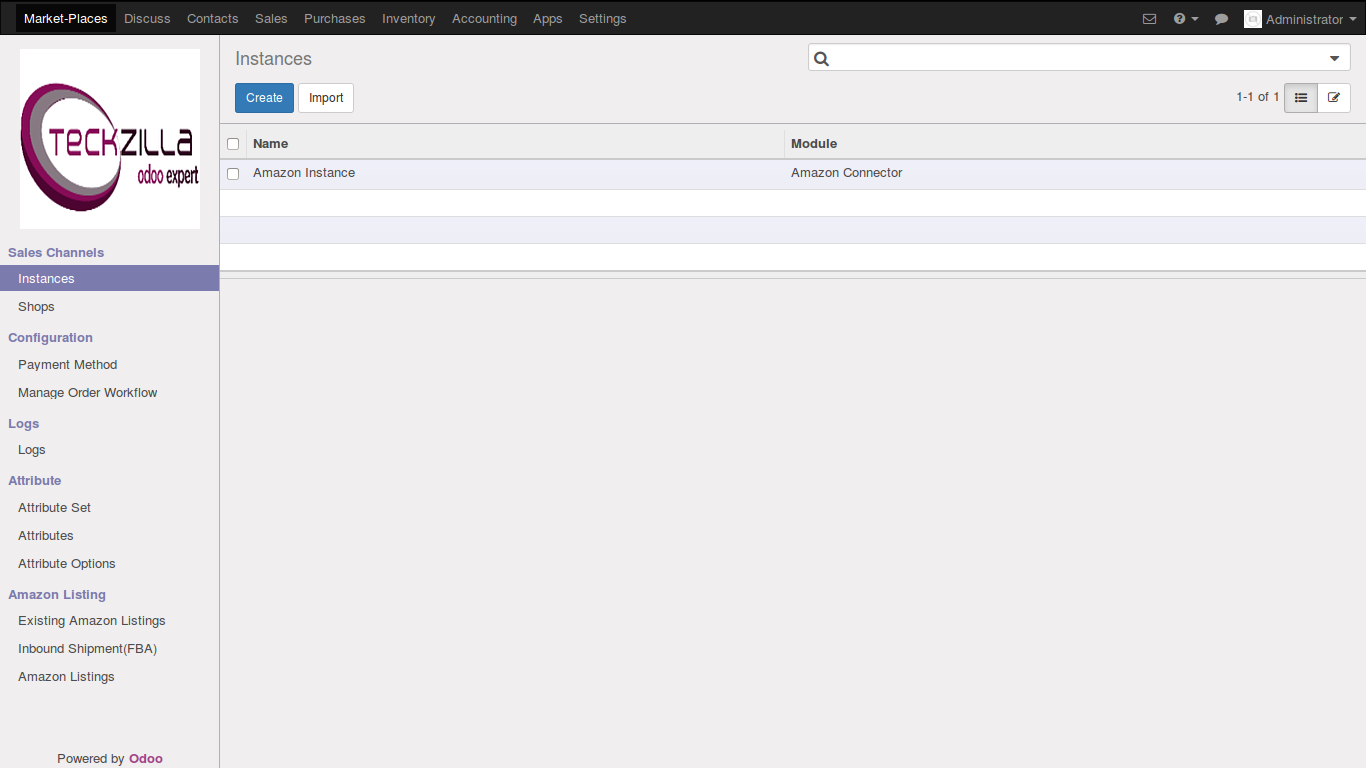 Market-Places Discuss Contacts Sales Purchases Inventory Accounting Apps Settings Administrator
TECKZILLA
odoo expert
Sales Channels
Instances
Shops
Configuration
Payment Method
Manage Order Workflow
Logs
Logs
Attribute
Attribute Set
Attributes
Attribute Options
Amazon Listing
Existing Amazon Listings
Inbound Shipment(FBA)
Amazon Listings
Powered by Odoo
Instances
Create Import 1-1 of 1
Name Module
Amazon Instance Amazon Connector